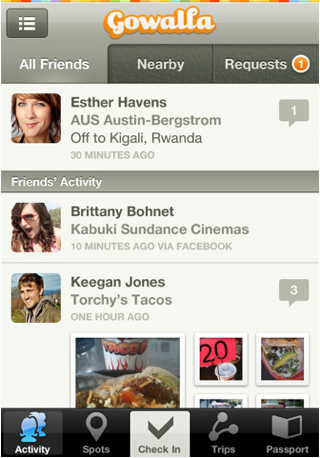 Gowalla
All Friends Nearby Requests 1
Esther Havens 1
AUS Austin-Bergstrom
Off to Kigali, Rwanda
30 MINUTES AGO
Friends' Activity
Brittany Bohnet
Kabuki Sundance Cinemas
10 MINUTES AGO VIA FACEBOOK
Keegan Jones 3
Torchy's Tacos
ONE HOUR AGO
20
Activity Spots Check In Trips Passport